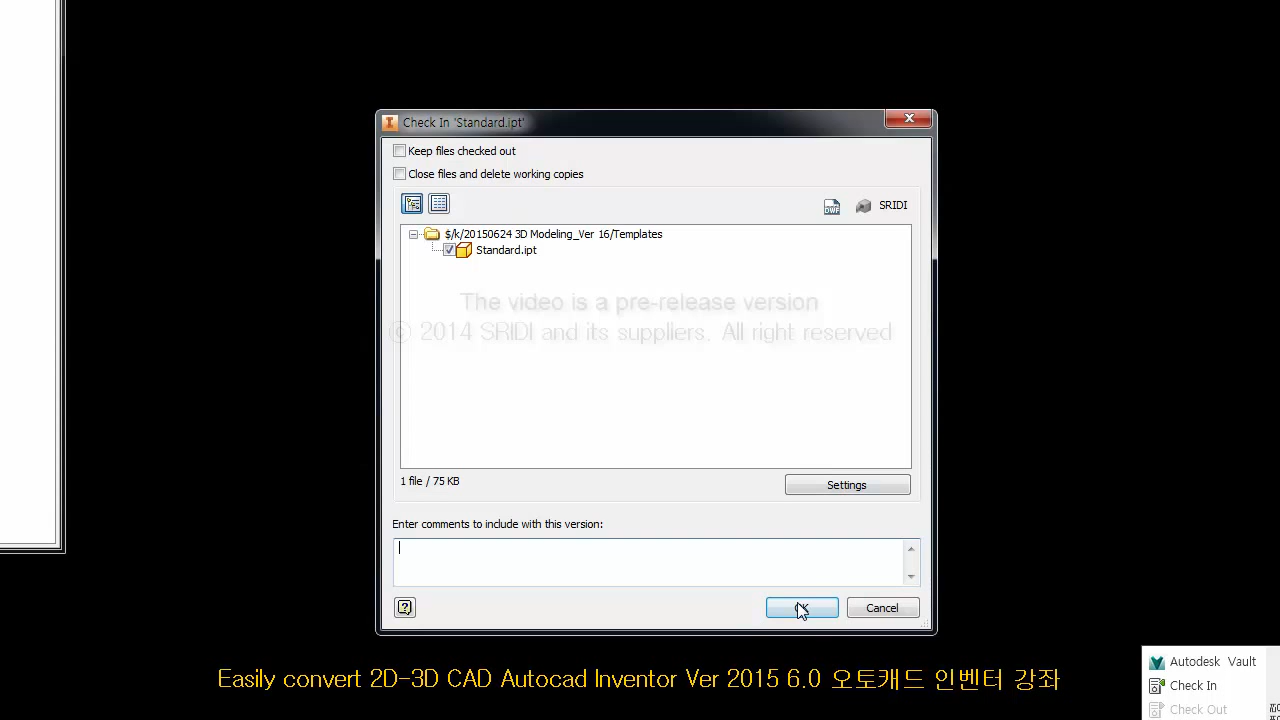 Check In 'Standard.ipt'
Keep files checked out
Close files and delete working copies
SRIDI
$/k/20150624 3D Modeling_Ver 16/Templates
Standard.ipt
The video is a pre-release version
ⓒ 2014 SRIDI and its suppliers. All right reserved
1 file / 75 KB
Settings
Enter comments to include with this version:
Cancel
Easily convert 2D-3D CAD Autocad Inventor Ver 2015 6.0 오토캐드 인벤터 강좌
Autodesk Vault
Check In
Check Out